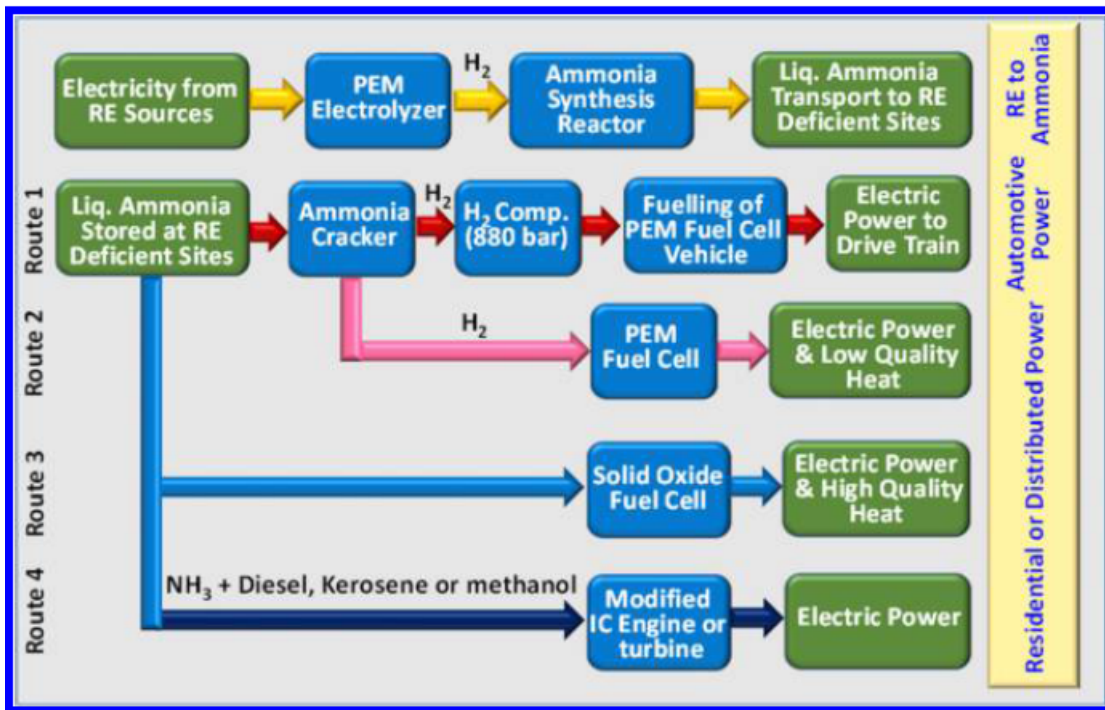 Electricity from
RE Sources
PEM
Electrolyzer
H2
Ammonia
Synthesis
Reactor
Liq. Ammonia
Transport to RE
Deficient Sites
RE to
Ammonia
Route 1
Liq. Ammonia
Stored at RE
Deficient Sites
Ammonia
Cracker
H2
H2 Comp.
(880 bar)
Fuelling of
PEM Fuel Cell
Vehicle
Electric
Power to
Drive Train
Automotive
Power
Route 2
H2
PEM
Fuel Cell
Electric Power
& Low Quality
Heat
Route 3
Solid Oxide
Fuel Cell
Electric Power
& High Quality
Heat
Route 4
NH3 + Diesel, Kerosene or methanol
Modified
IC Engine or
turbine
Electric Power
Residential or Distributed Power